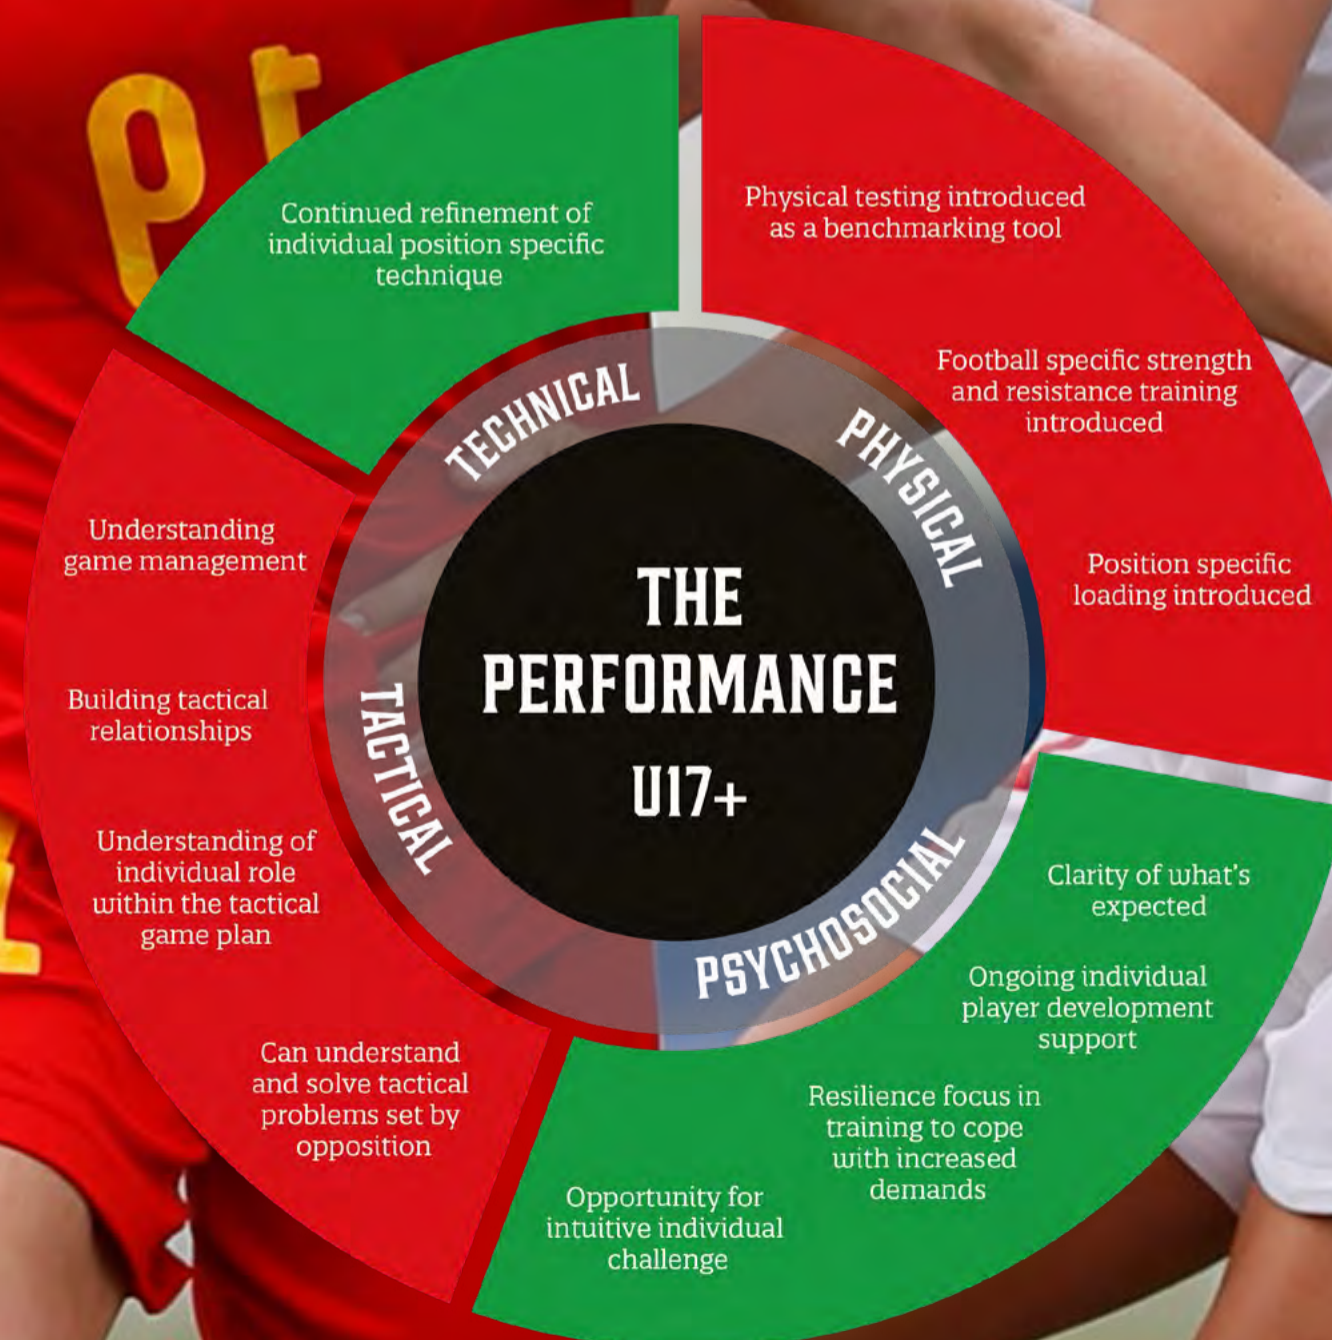 Continued refinement of
individual position specific
technique
Physical testing introduced
as a benchmarking tool
Football specific strength
and resistance training
introduced
Position specific
loading introduced
TECHNICAL
PHYSICAL
THE
PERFORMANCE
U17+
TACTICAL
PSYCHOSOCIAL
Understanding
game management
Building tactical
relationships
Understanding of
individual role
within the tactical
game plan
Can understand
and solve tactical
problems set by
opposition
Clarity of what's
expected
Ongoing individual
player development
support
Resilience focus in
training to cope
with increased
demands
Opportunity for
intuitive individual
challenge